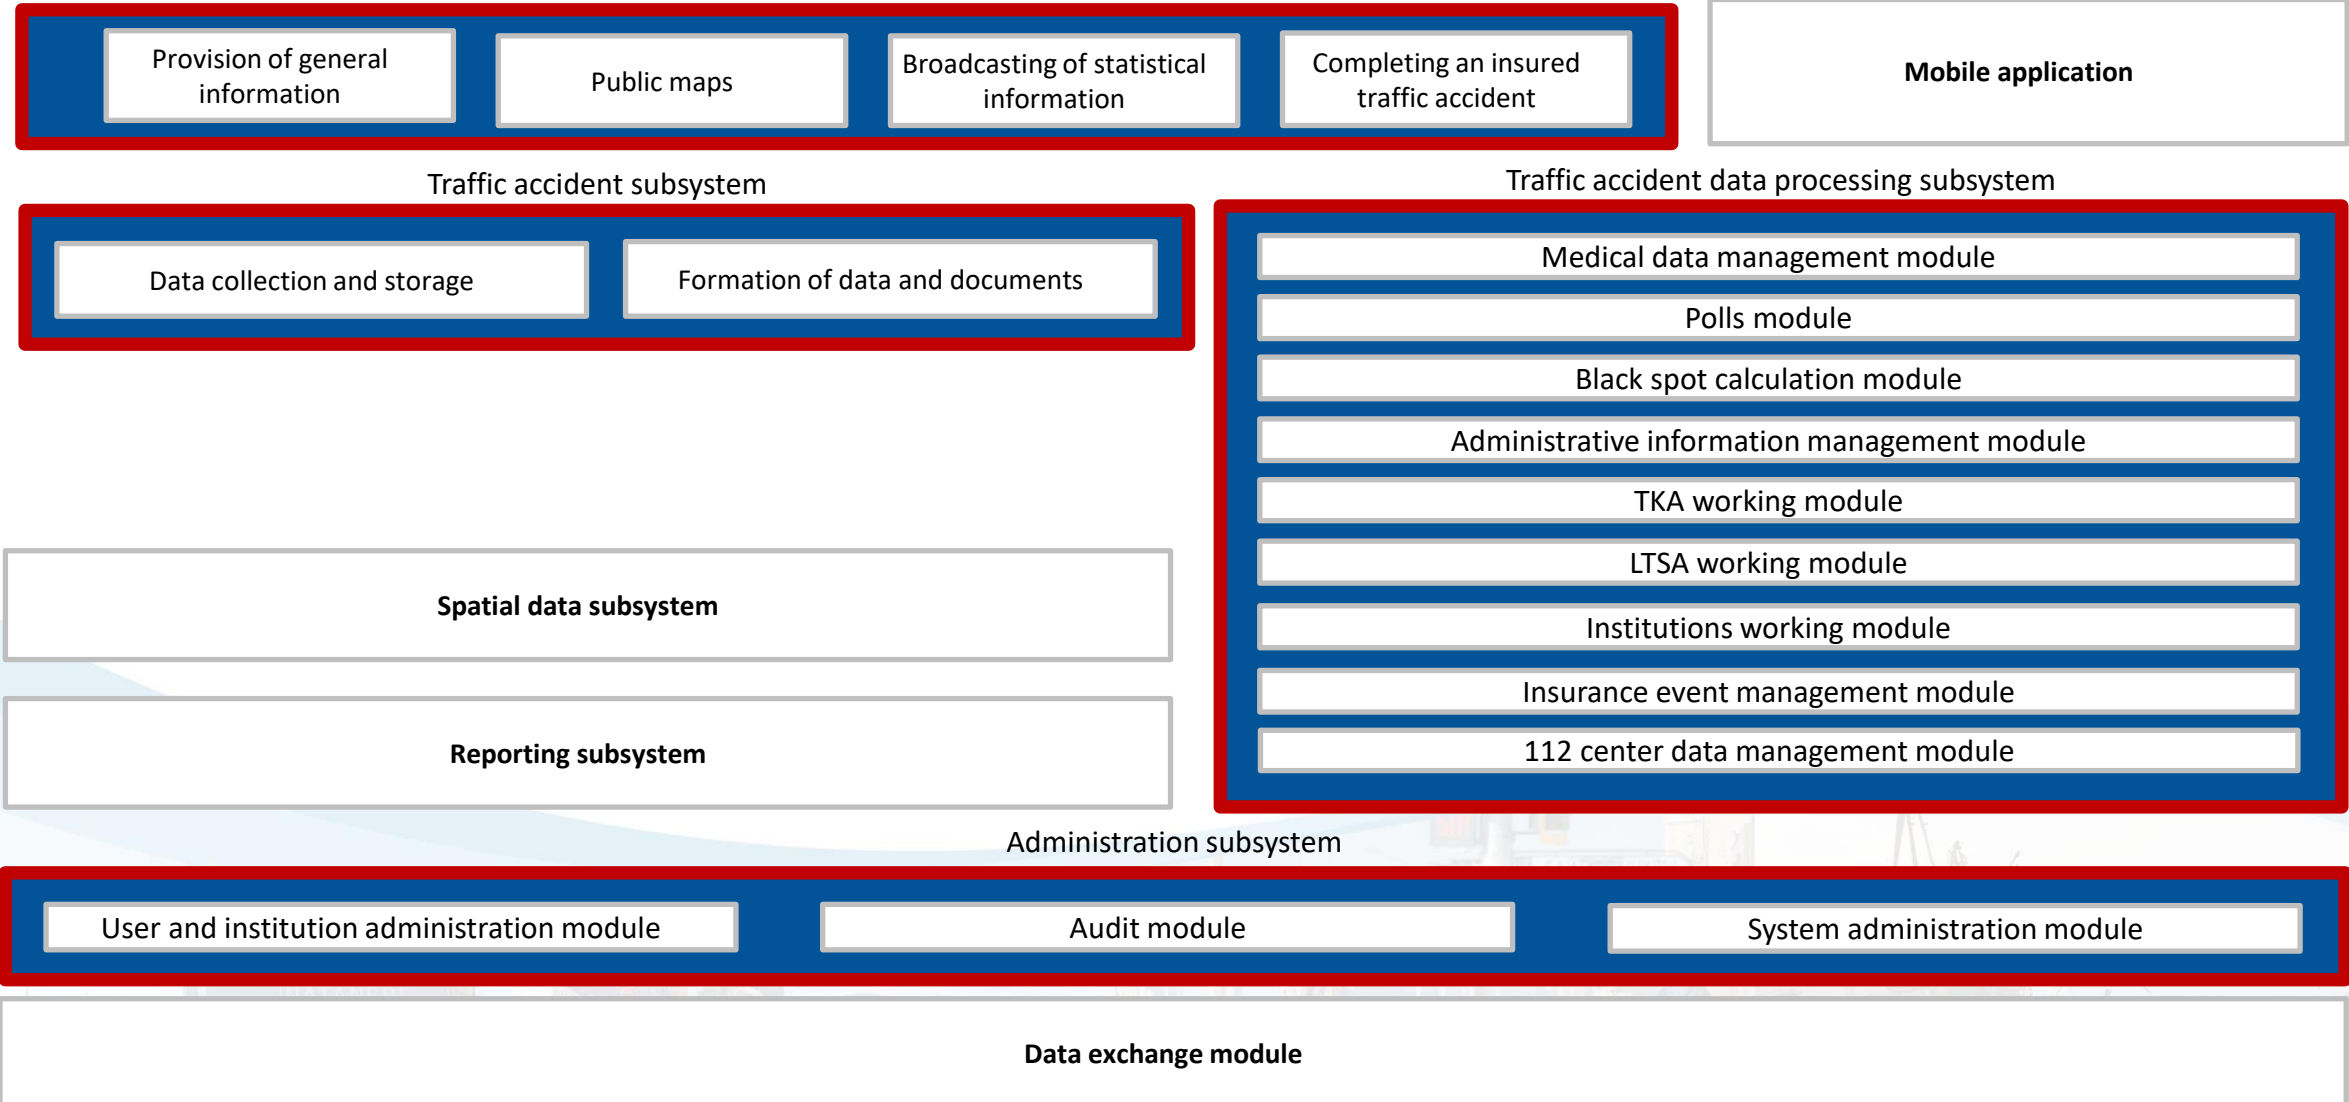 Provision of general
information
Public maps
Broadcasting of statistical
information
Completing an insured
traffic accident
Mobile application
Traffic accident subsystem
Data collection and storage
Formation of data and documents
Traffic accident data processing subsystem
Medical data management module
Polls module
Black spot calculation module
Administrative information management module
TKA working module
LTSA working module
Institutions working module
Insurance event management module
112 center data management module
Spatial data subsystem
Reporting subsystem
Administration subsystem
User and institution administration module
Audit module
System administration module
Data exchange module